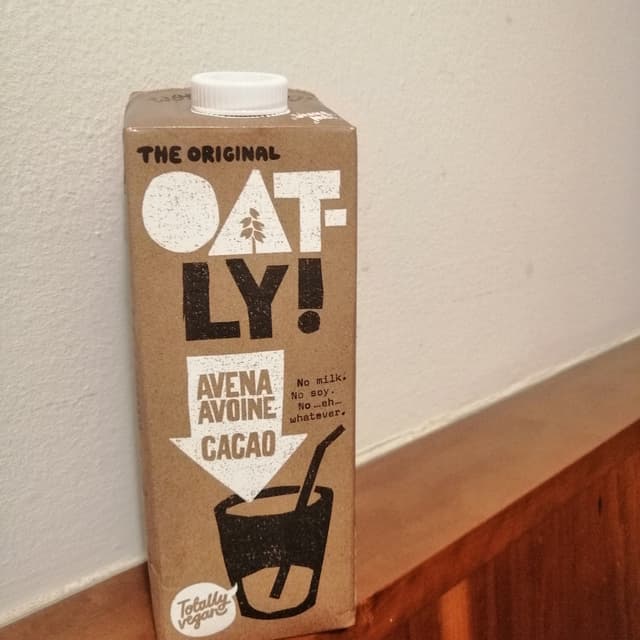 THE ORIGINAL
OAT-
LY!
AVENA
AVOINE
CACAO
No milk.
No soy.
No...eh...
whatever.
Totally
vegan!